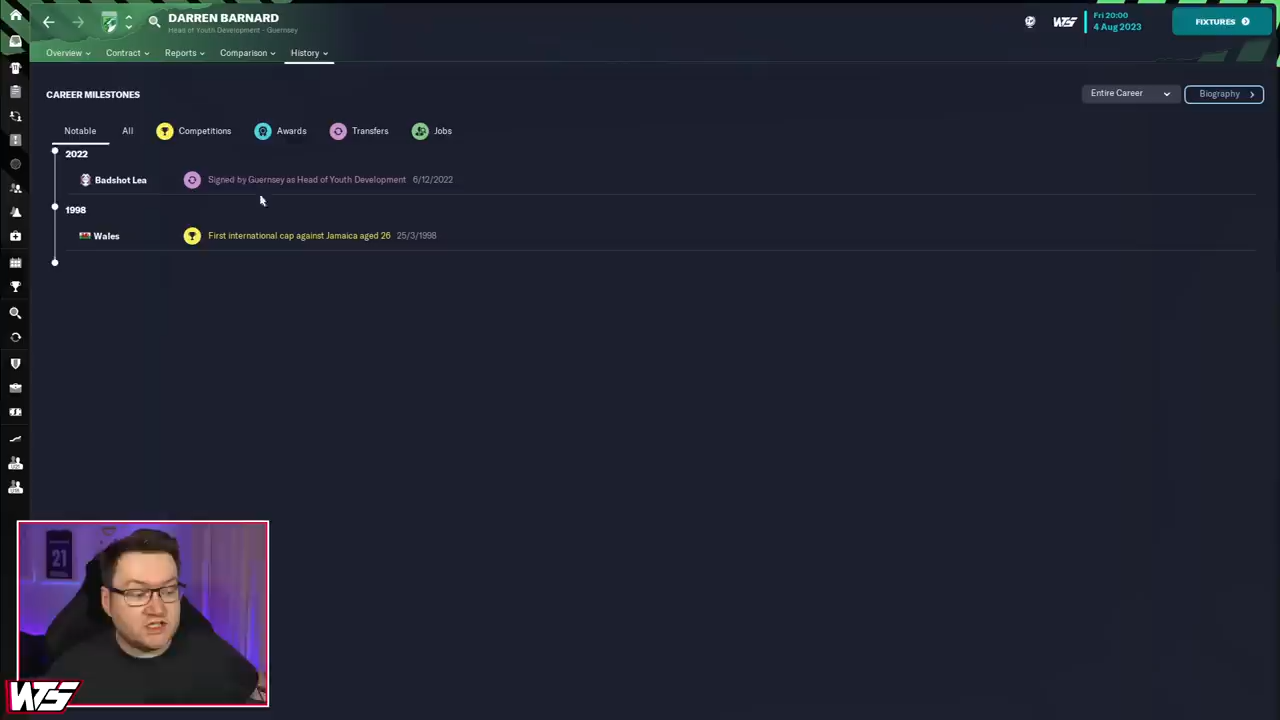 DARREN BARNARD
Head of Youth Development - Guernsey
WTS
Fri 20:00
4 Aug 2023
FIXTURES
Overview
Contract
Reports
Comparison
History
CAREER MILESTONES
Entire Career
Biography
Notable
All
Competitions
Awards
Transfers
Jobs
2022
Badshot Lea
Signed by Guernsey as Head of Youth Development 6/12/2022
1998
Wales
First international cap against Jamaica aged 26 25/3/1998
21
WTS